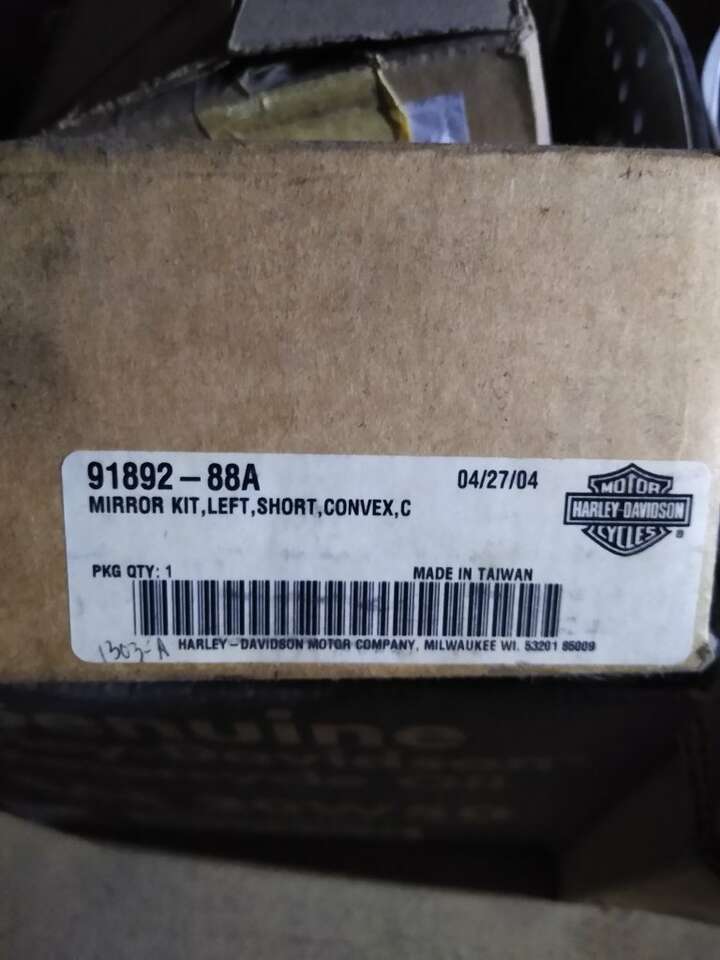 91892-88A
04/27/04
MIRROR KIT,LEFT,SHORT,CONVEX,C
MOTOR
HARLEY-DAVIDSON
CYCLES
®
PKG QTY: 1
MADE IN TAIWAN
1303-A
HARLEY-DAVIDSON MOTOR COMPANY, MILWAUKEE WI. 53201 85009
Genuine